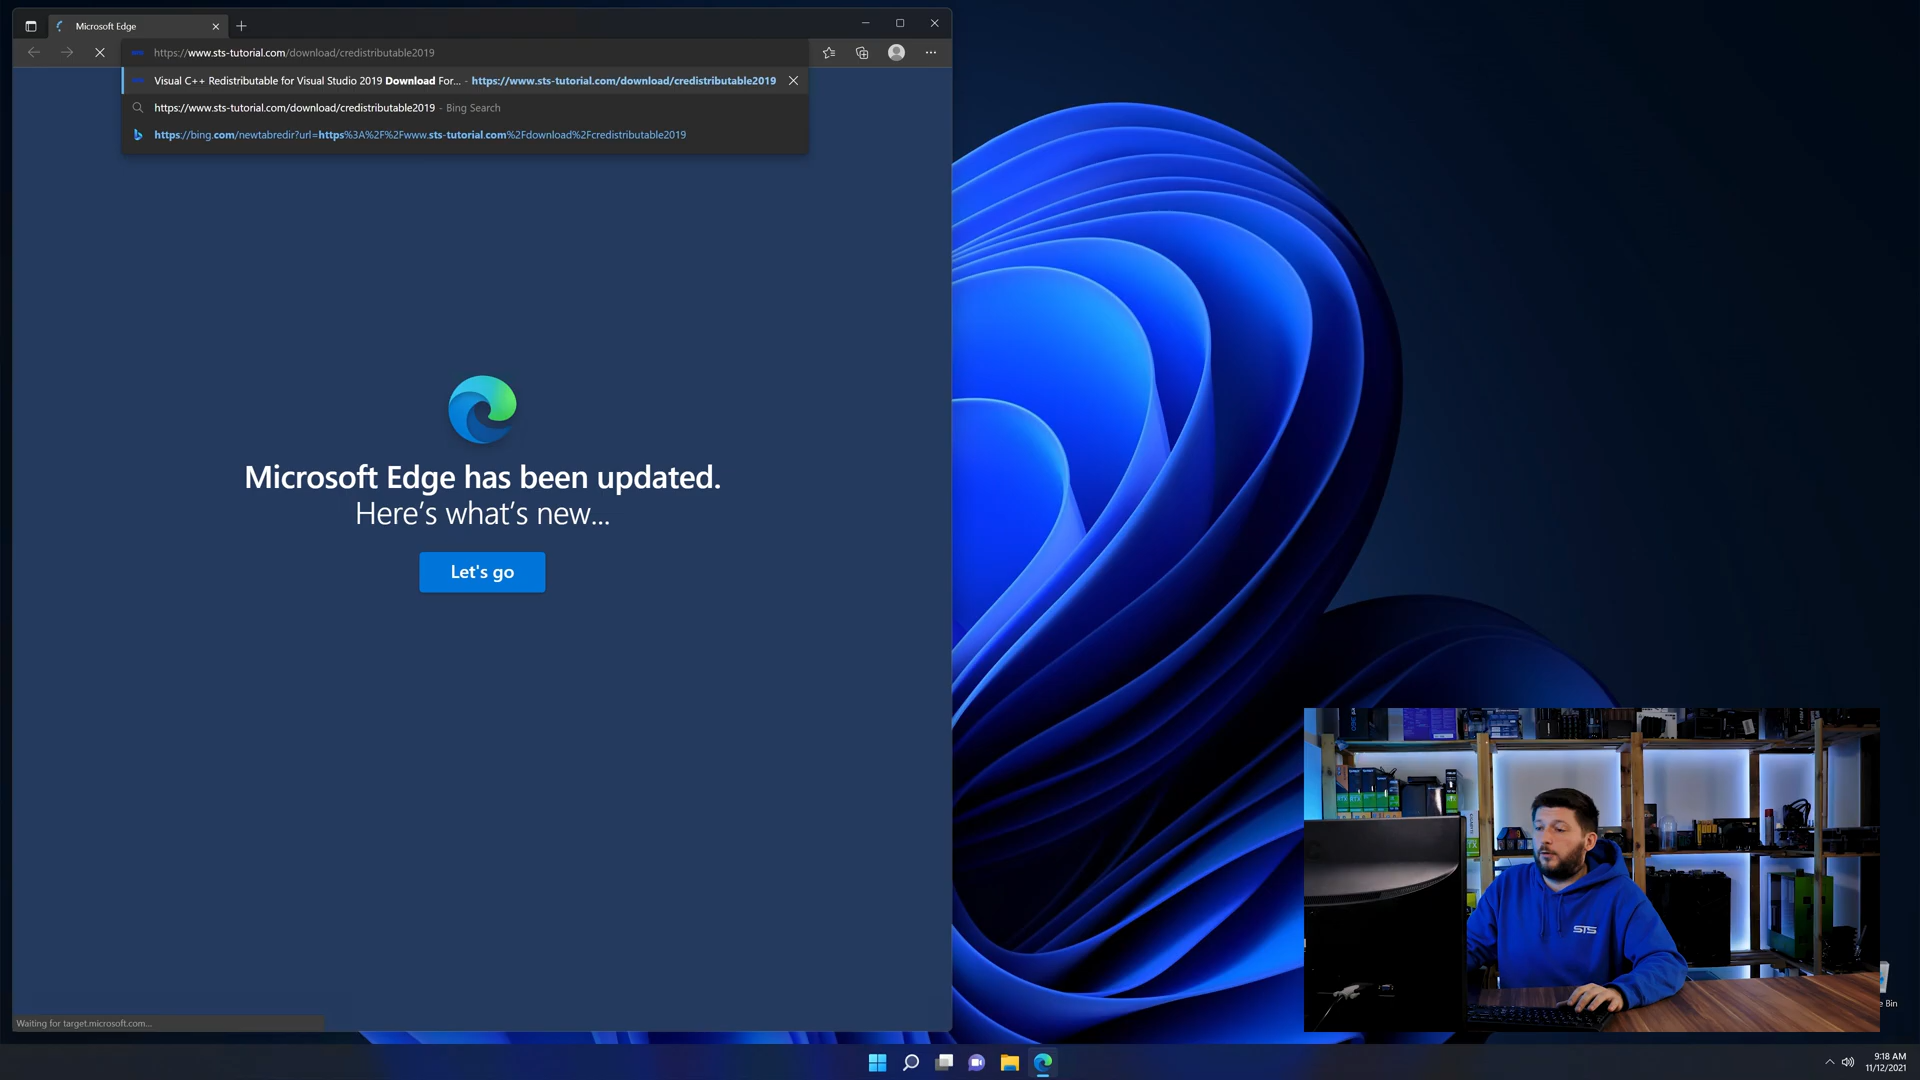 Microsoft Edge
https://www.sts-tutorial.com/download/credistributable2019
Visual C++ Redistributable for Visual Studio 2019 Download For... - https://www.sts-tutorial.com/download/credistributable2019
https://www.sts-tutorial.com/download/credistributable2019 - Bing Search
https://bing.com/newtabredir?url=https%3A%2F%2Fwww.sts-tutorial.com%2Fdownload%2Fcredistributable2019
Microsoft Edge has been updated.
Here's what's new...
Let's go
STS
Bin
Waiting for target.microsoft.com...
9:18 AM
11/12/2021